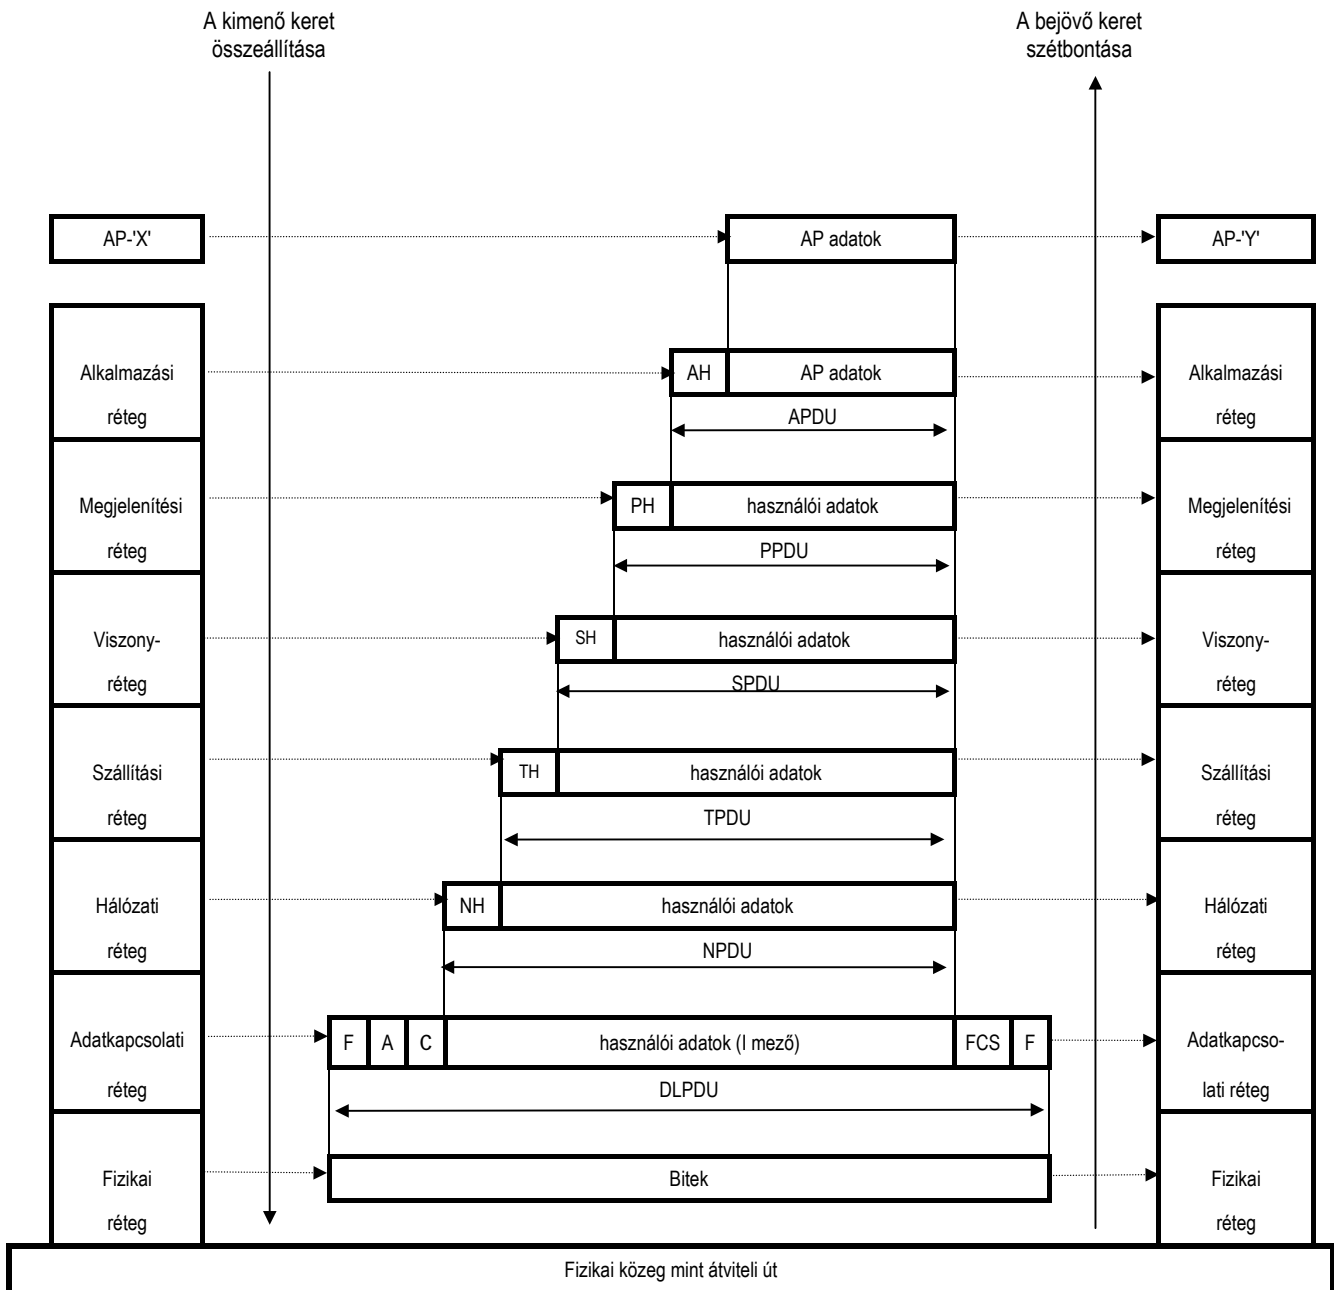 A kimenő keret
összeállítása
A bejövő keret
szétbontása
AP-'X'
AP adatok
AP-'Y'
Alkalmazási
réteg
AH
AP adatok
APDU
Alkalmazási
réteg
Megjelenítési
réteg
PH
használói adatok
PPDU
Megjelenítési
réteg
Viszony-
réteg
SH
használói adatok
SPDU
Viszony-
réteg
Szállítási
réteg
TH
használói adatok
TPDU
Szállítási
réteg
Hálózati
réteg
NH
használói adatok
NPDU
Hálózati
réteg
Adatkapcsolati
réteg
F
A
C
használói adatok (I mező)
FCS
F
DLPDU
Adatkapcso-
lati réteg
Fizikai
réteg
Bitek
Fizikai
réteg
Fizikai közeg mint átviteli út